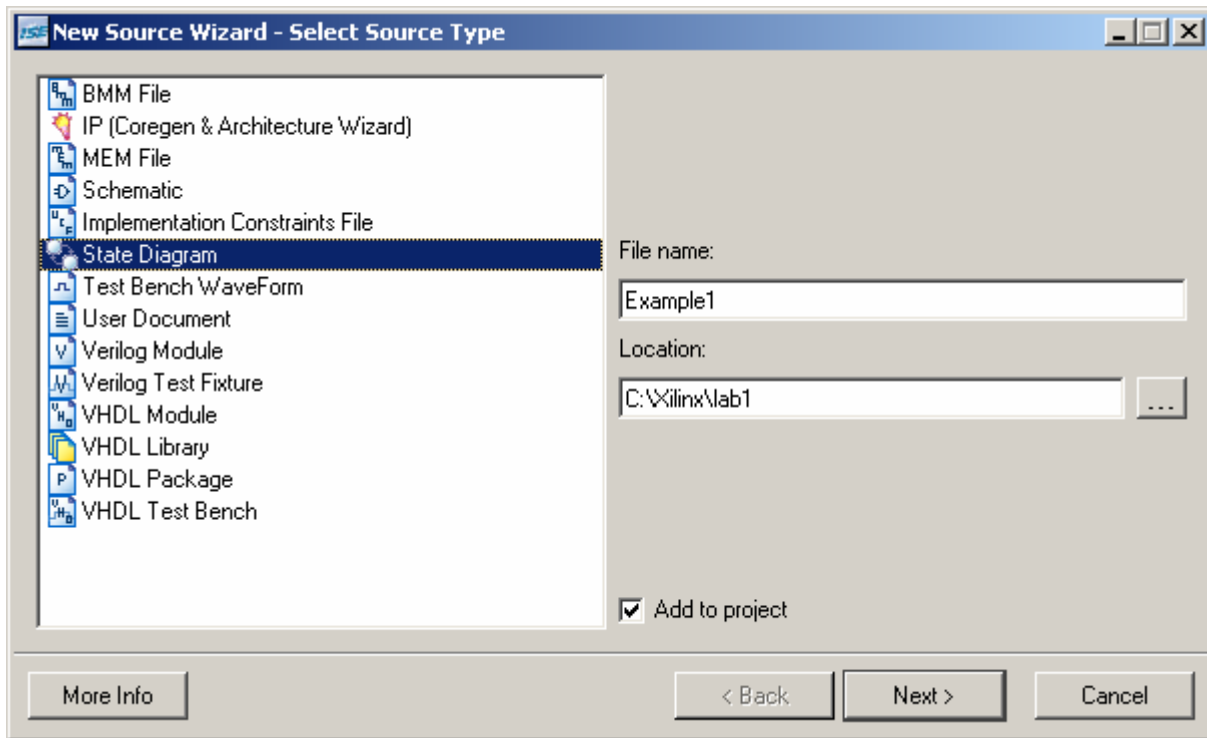 ISE New Source Wizard - Select Source Type
BMM File
IP (Coregen & Architecture Wizard)
MEM File
Schematic
Implementation Constraints File
State Diagram
Test Bench WaveForm
User Document
Verilog Module
Verilog Test Fixture
VHDL Module
VHDL Library
VHDL Package
VHDL Test Bench
File name:
Example1
Location:
C:\Xilinx\lab1
...
Add to project
More Info
< Back
Next >
Cancel